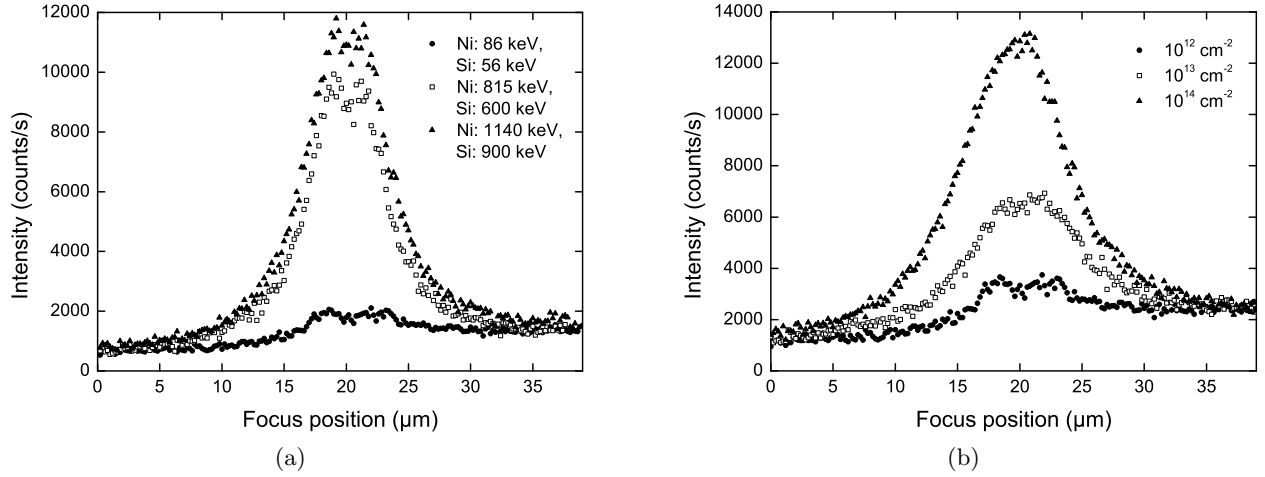 12000
10000
8000
6000
4000
2000
0
Intensity (counts/s)
Ni: 86 keV,
Si: 56 keV
Ni: 815 keV,
Si: 600 keV
Ni: 1140 keV,
Si: 900 keV
0 5 10 15 20 25 30 35
Focus position (µm)
(a)
14000
12000
10000
8000
6000
4000
2000
0
Intensity (counts/s)
10¹² cm⁻²
10¹³ cm⁻²
10¹⁴ cm⁻²
0 5 10 15 20 25 30 35
Focus position (µm)
(b)